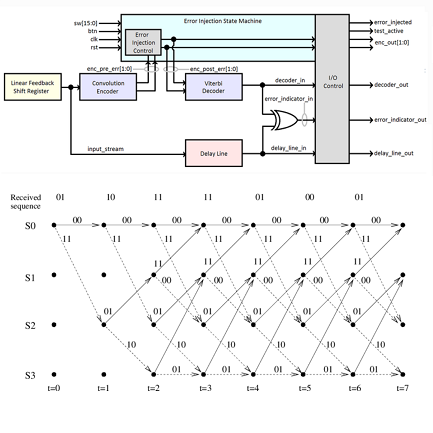 sw[15:0]
btn
clk
rst
Error Injection State Machine
Error
Injection
Control
I/O
Control
error_injected
test_active
enc_out[1:0]
enc_pre_err[1:0]
enc_post_err[1:0]
Linear Feedback
Shift Register
Convolution
Encoder
Viterbi
Decoder
decoder_in
decoder_out
error_indicator_in
error_indicator_out
input_stream
Delay Line
delay_line_in
delay_line_out
Received
sequence
01 10 11 11 01 00 01
S0 00 00 00 00 00 00 00
11 11 11 11 11 11 11
11 11 11 11 11
S1
00 00 00 00 00
S2
01 01 01 01 01 01
10 10 10 10 10 10
S3 01 01 01 01 01
t=0 t=1 t=2 t=3 t=4 t=5 t=6 t=7